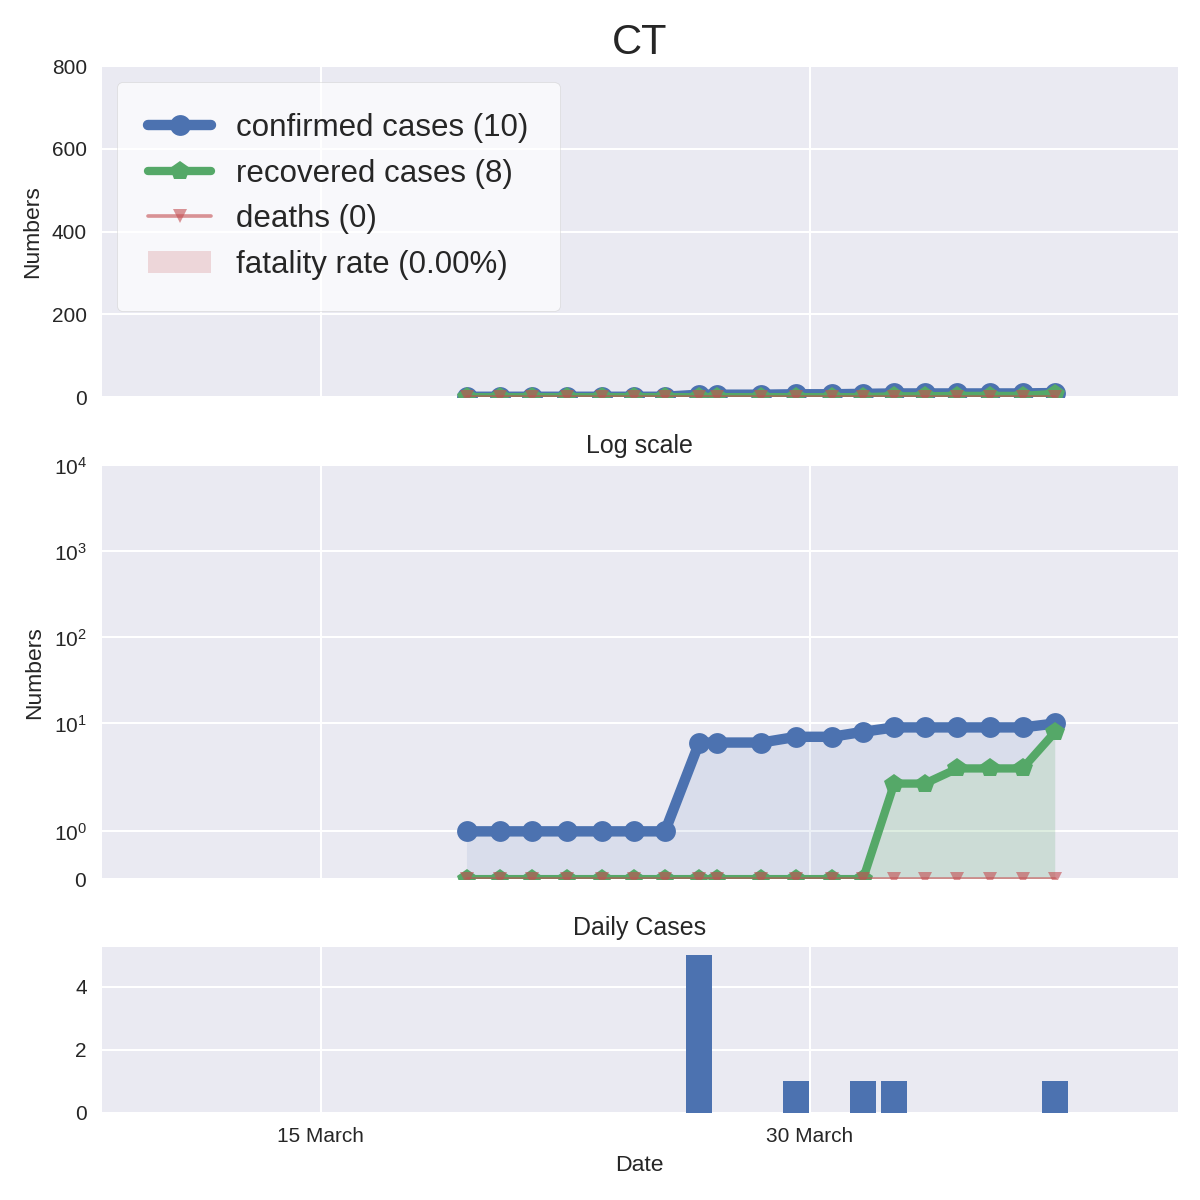 CT
800
600
400
200
0
Numbers
confirmed cases (10)
recovered cases (8)
deaths (0)
fatality rate (0.00%)
Log scale
10⁴
10³
10²
10¹
10⁰
0
Numbers
Daily Cases
4
2
0
15 March
30 March
Date